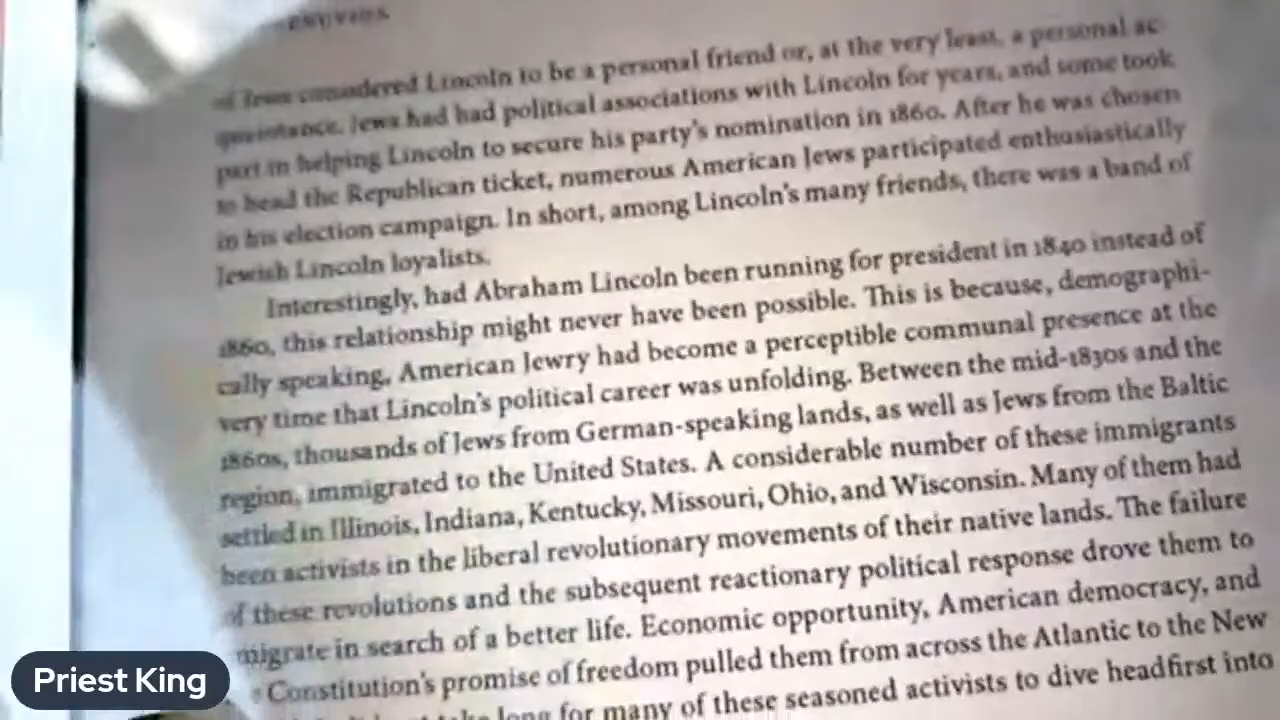 of Jews considered Lincoln to be a personal friend or, at the very least, a personal ac-
quaintance. Jews had had political associations with Lincoln for years, and some took
part in helping Lincoln to secure his party's nomination in 1860. After he was chosen
to head the Republican ticket, numerous American Jews participated enthusiastically
in his election campaign. In short, among Lincoln's many friends, there was a band of
Jewish Lincoln loyalists.
Interestingly, had Abraham Lincoln been running for president in 1840 instead of
1860, this relationship might never have been possible. This is because, demographi-
cally speaking, American Jewry had become a perceptible communal presence at the
very time that Lincoln's political career was unfolding. Between the mid-1830s and the
1860s, thousands of Jews from German-speaking lands, as well as Jews from the Baltic
region, immigrated to the United States. A considerable number of these immigrants
settled in Illinois, Indiana, Kentucky, Missouri, Ohio, and Wisconsin. Many of them had
been activists in the liberal revolutionary movements of their native lands. The failure
of these revolutions and the subsequent reactionary political response drove them to
migrate in search of a better life. Economic opportunity, American democracy, and
Constitution's promise of freedom pulled them from across the Atlantic to the New
take long for many of these seasoned activists to dive headfirst into
Priest King